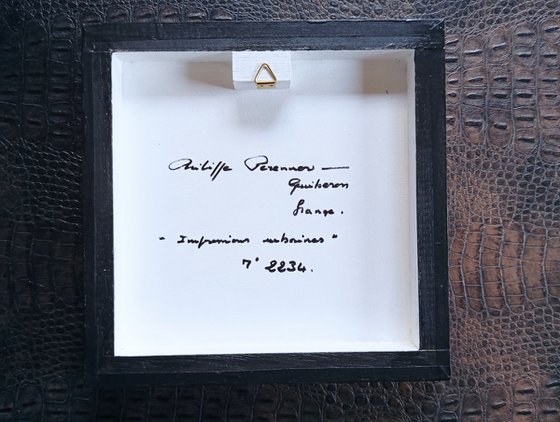 Philippe Perennou —
Quiberon
France.
" Impressions urbaines "
N° 2234.